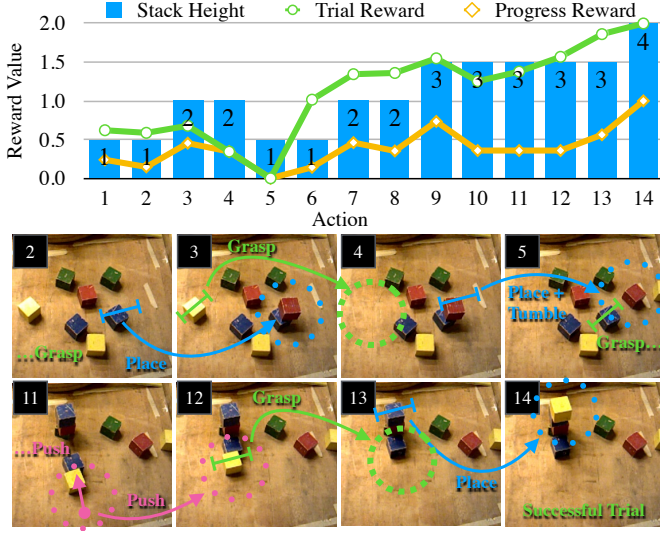 Stack Height Trial Reward Progress Reward
Reward Value
2.0
1.5
1.0
0.5
0.0
1 1 2 2 1 1 2 2 3 3 3 3 3 4
1 2 3 4 5 6 7 8 9 10 11 12 13 14
Action
2 3 4 5
Grasp
Place +
Tumble
...Grasp Place Grasp...
11 12 13 14
Grasp
...Push
Push Place
Successful Trial